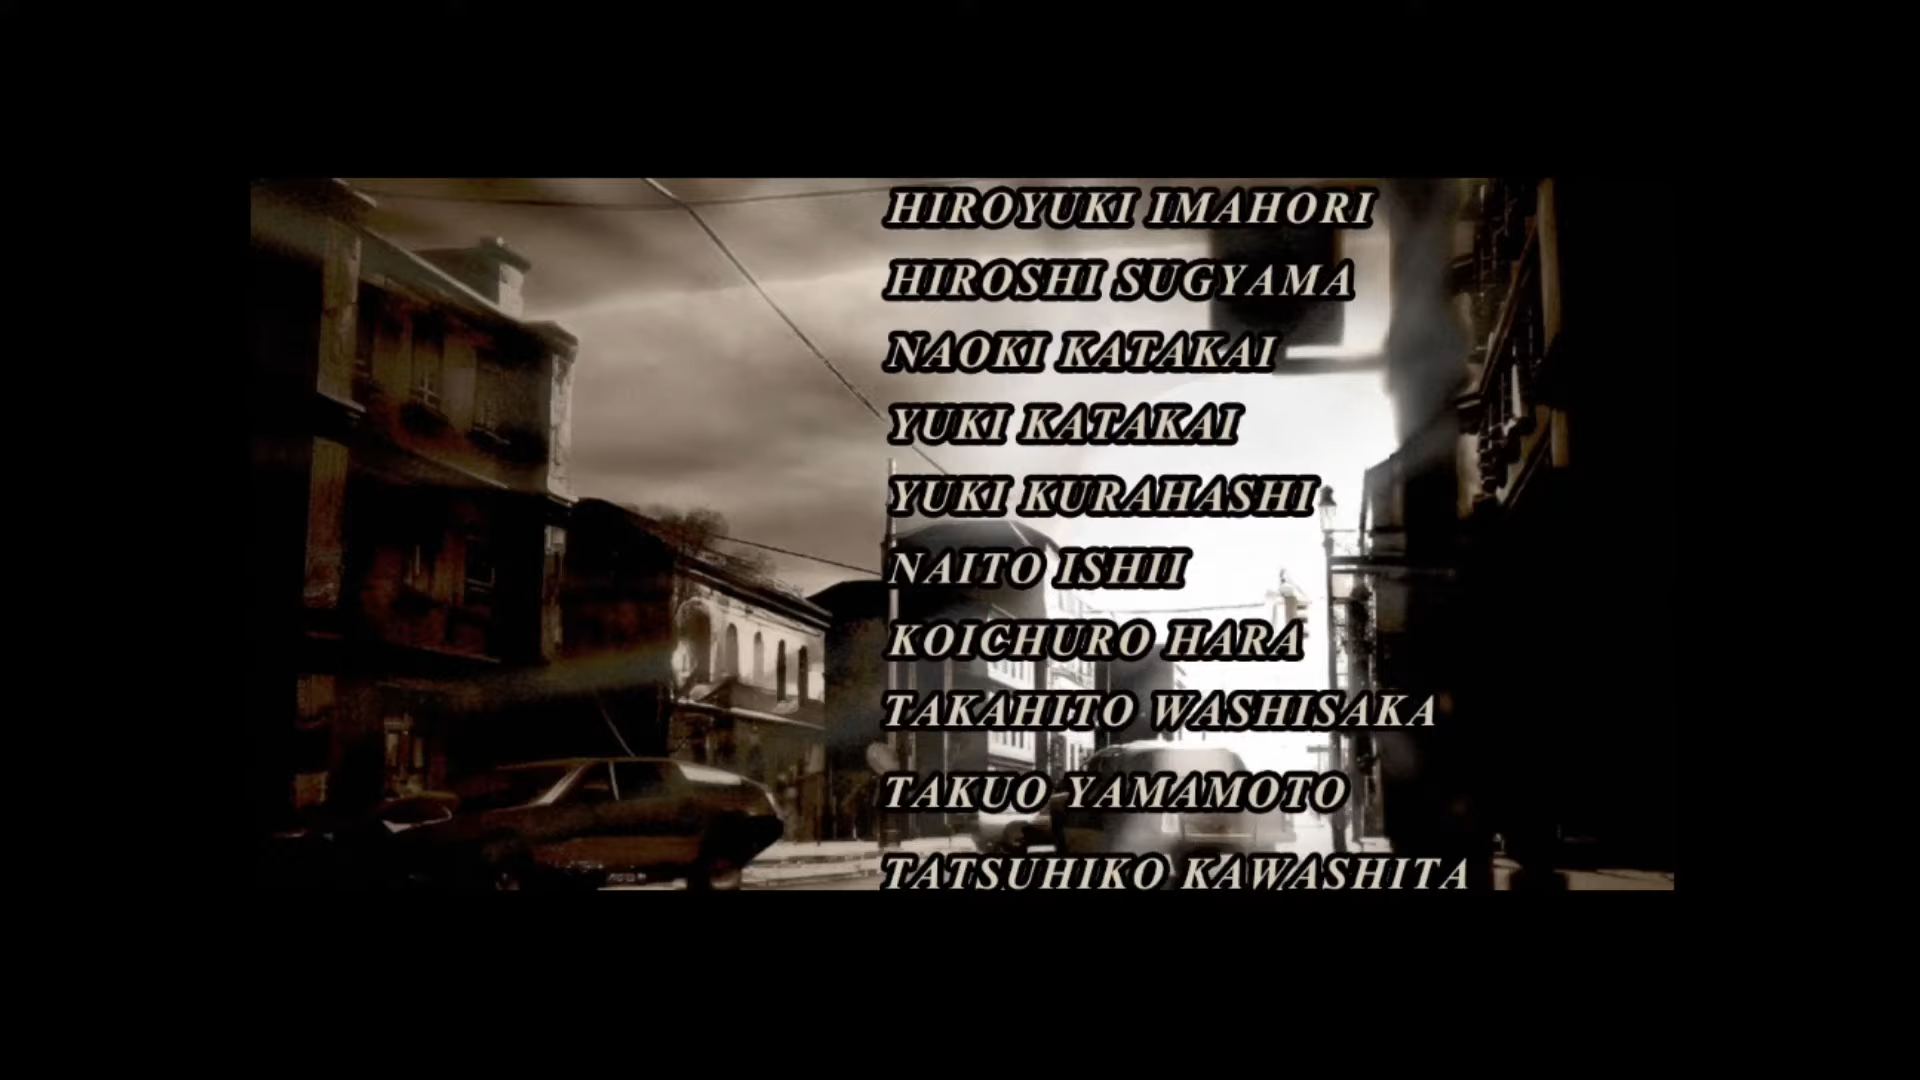 HIROYUKI IMAHORI
HIROSHI SUGYAMA
NAOKI KATAKAI
YUKI KATAKAI
YUKI KURAHASHI
NAITO ISHII
KOICHURO HARA
TAKAHITO WASHISAKA
TAKUO YAMAMOTO
TATSUHIKO KAWASHITA